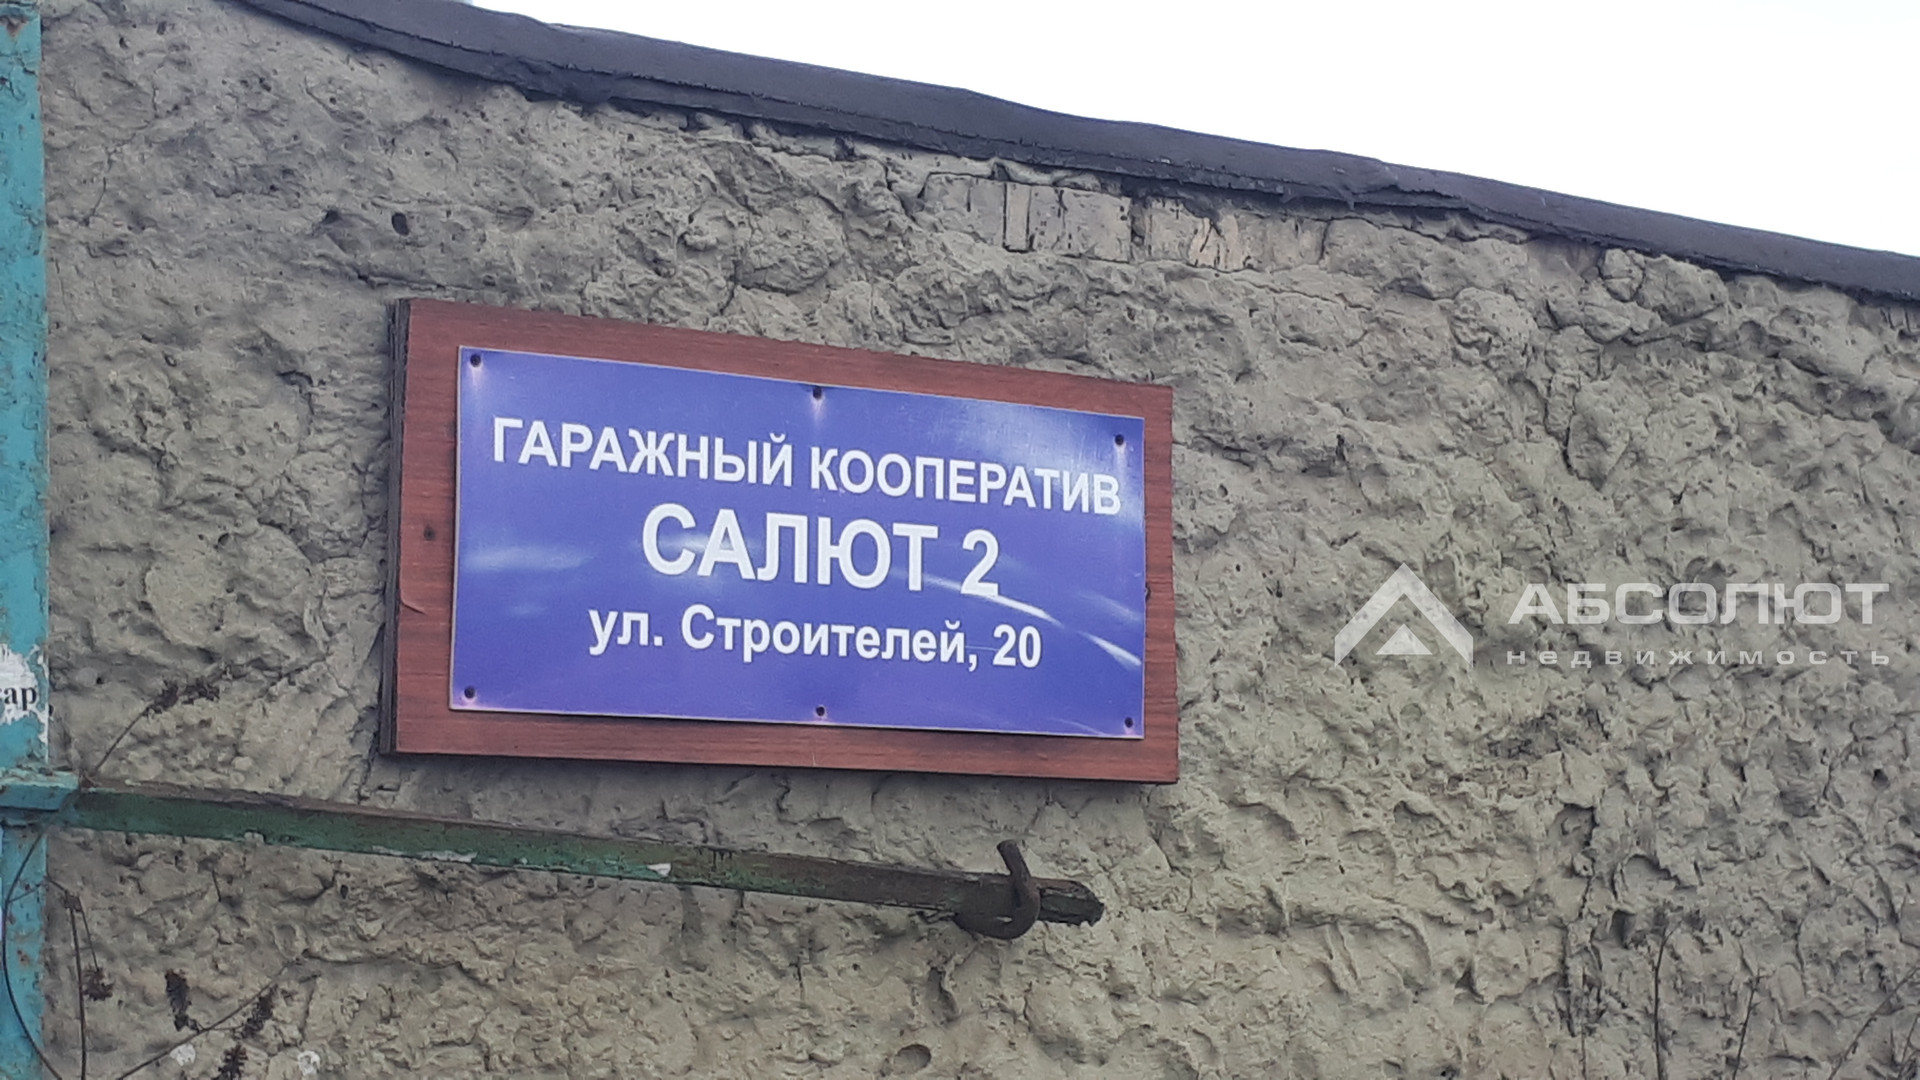 ГАРАЖНЫЙ КООПЕРАТИВ
САЛЮТ 2
ул. Строителей, 20
АБСОЛЮТ
недвижимость